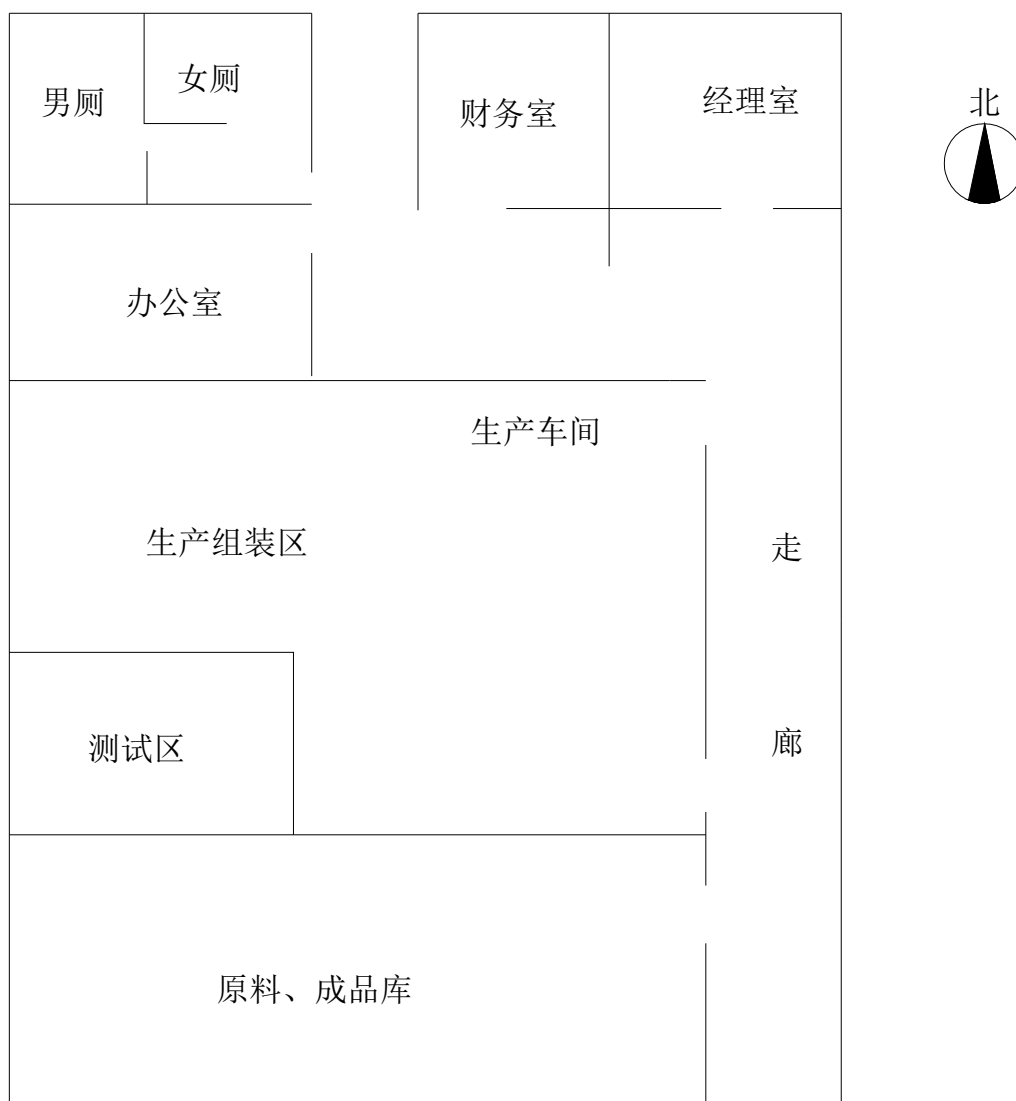 男厕
女厕
财务室
经理室
北
办公室
生产车间
生产组装区
走
廊
测试区
原料、成品库